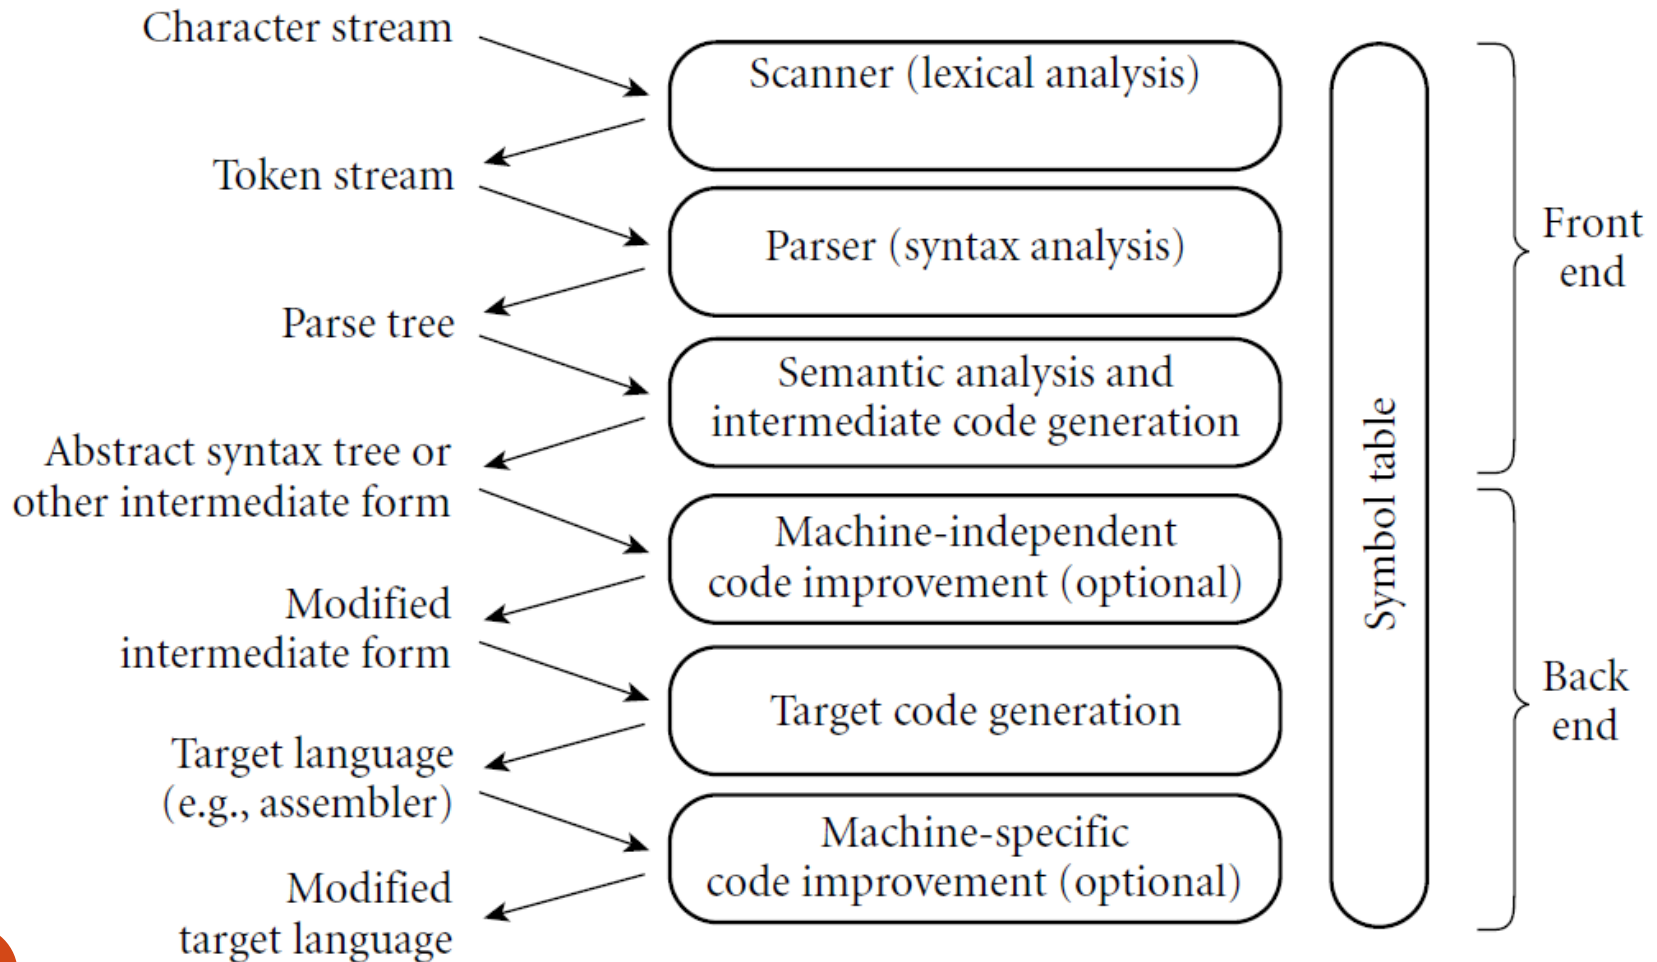 Character stream
Scanner (lexical analysis)
Token stream
Parser (syntax analysis)
Parse tree
Semantic analysis and
intermediate code generation
Abstract syntax tree or
other intermediate form
Machine-independent
code improvement (optional)
Modified
intermediate form
Target code generation
Target language
(e.g., assembler)
Machine-specific
code improvement (optional)
Modified
target language
Symbol table
Front
end
Back
end